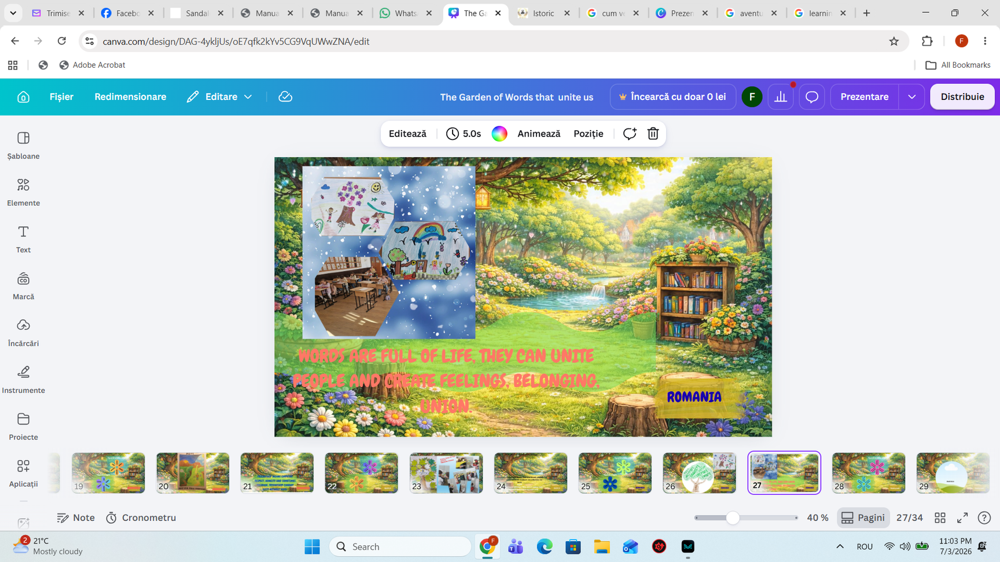 Trimise
Facebo
Sandal
Manua
Manua
Whats
The Ga
Istoric
cum ve
Prezen
aventu
learnin
canva.com/design/DAG-4ykljUs/oE7qfk2kYv5CG9VqUWwZNA/edit
F
Adobe Acrobat
All Bookmarks
Fișier
Redimensionare
Editare
The Garden of Words that unite us
Încearcă cu doar 0 lei
F
Prezentare
Distribuie
Editează
5.0s
Animează
Poziție
Șabloane
Elemente
Text
Marcă
Încărcări
Instrumente
Proiecte
Aplicații
WORDS ARE FULL OF LIFE, THEY CAN UNITE
PEOPLE AND CREATE FEELINGS, BELONGING,
UNION.
ROMANIA
19
20
21
22
23
24
25
26
27
28
29
Note
Cronometru
40 %
Pagini
27/34
2
21°C
Mostly cloudy
Search
F
ROU
11:03 PM
7/3/2026